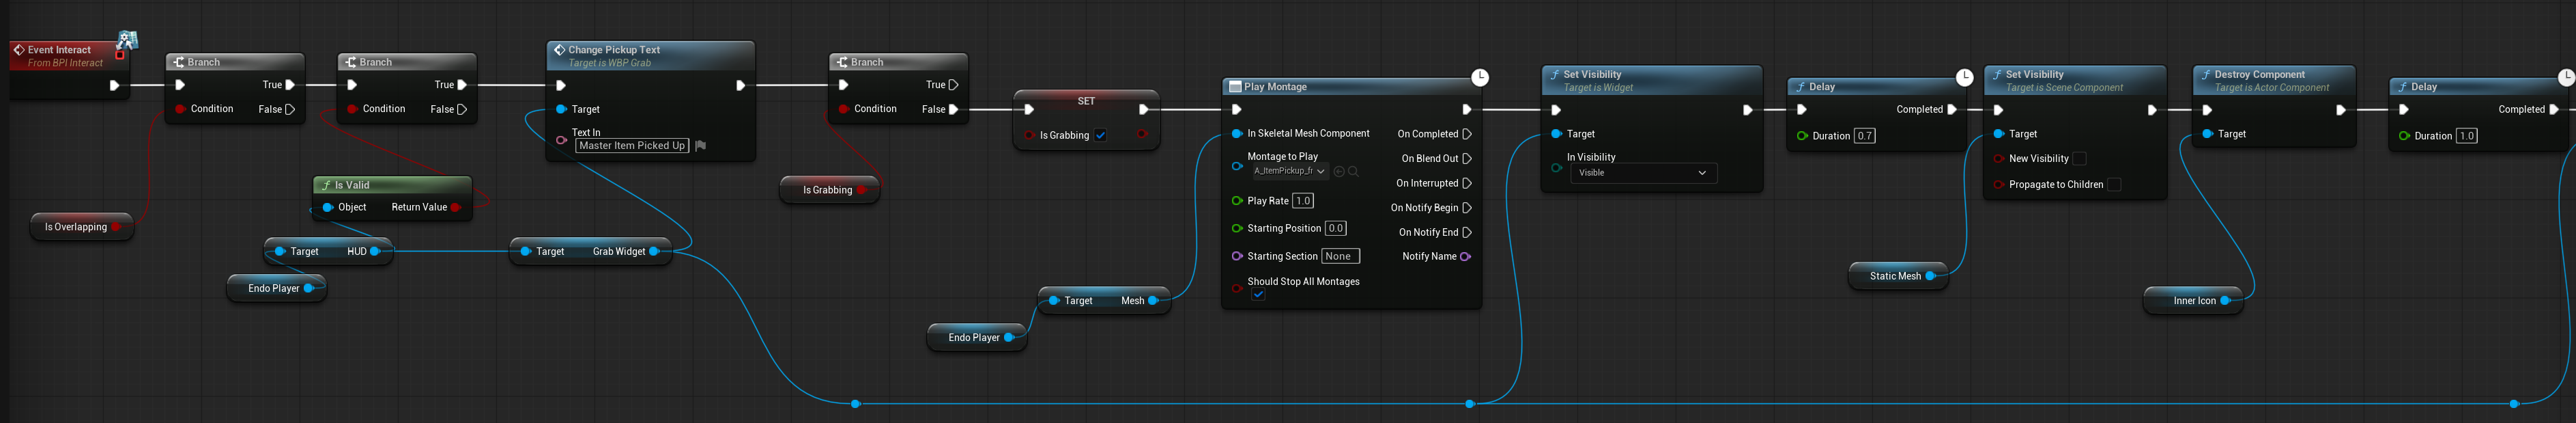 Event Interact
From BPI Interact
Branch
True
Condition
False
Branch
True
Condition
False
Is Valid
Object
Return Value
Is Overlapping
Target
HUD
Endo Player
Target
Grab Widget
Change Pickup Text
Target is WBP Grab
Target
Text In
Master Item Picked Up
Branch
True
Condition
False
Is Grabbing
SET
Is Grabbing
Endo Player
Target
Mesh
Play Montage
In Skeletal Mesh Component
On Completed
Montage to Play
A_ItemPickup_fr
On Blend Out
On Interrupted
Play Rate
1.0
On Notify Begin
Starting Position
0.0
On Notify End
Starting Section
None
Notify Name
Should Stop All Montages
Set Visibility
Target is Widget
Target
In Visibility
Visible
Delay
Completed
Duration
0.7
Static Mesh
Set Visibility
Target is Scene Component
Target
New Visibility
Propagate to Children
Inner Icon
Destroy Component
Target is Actor Component
Target
Delay
Completed
Duration
1.0